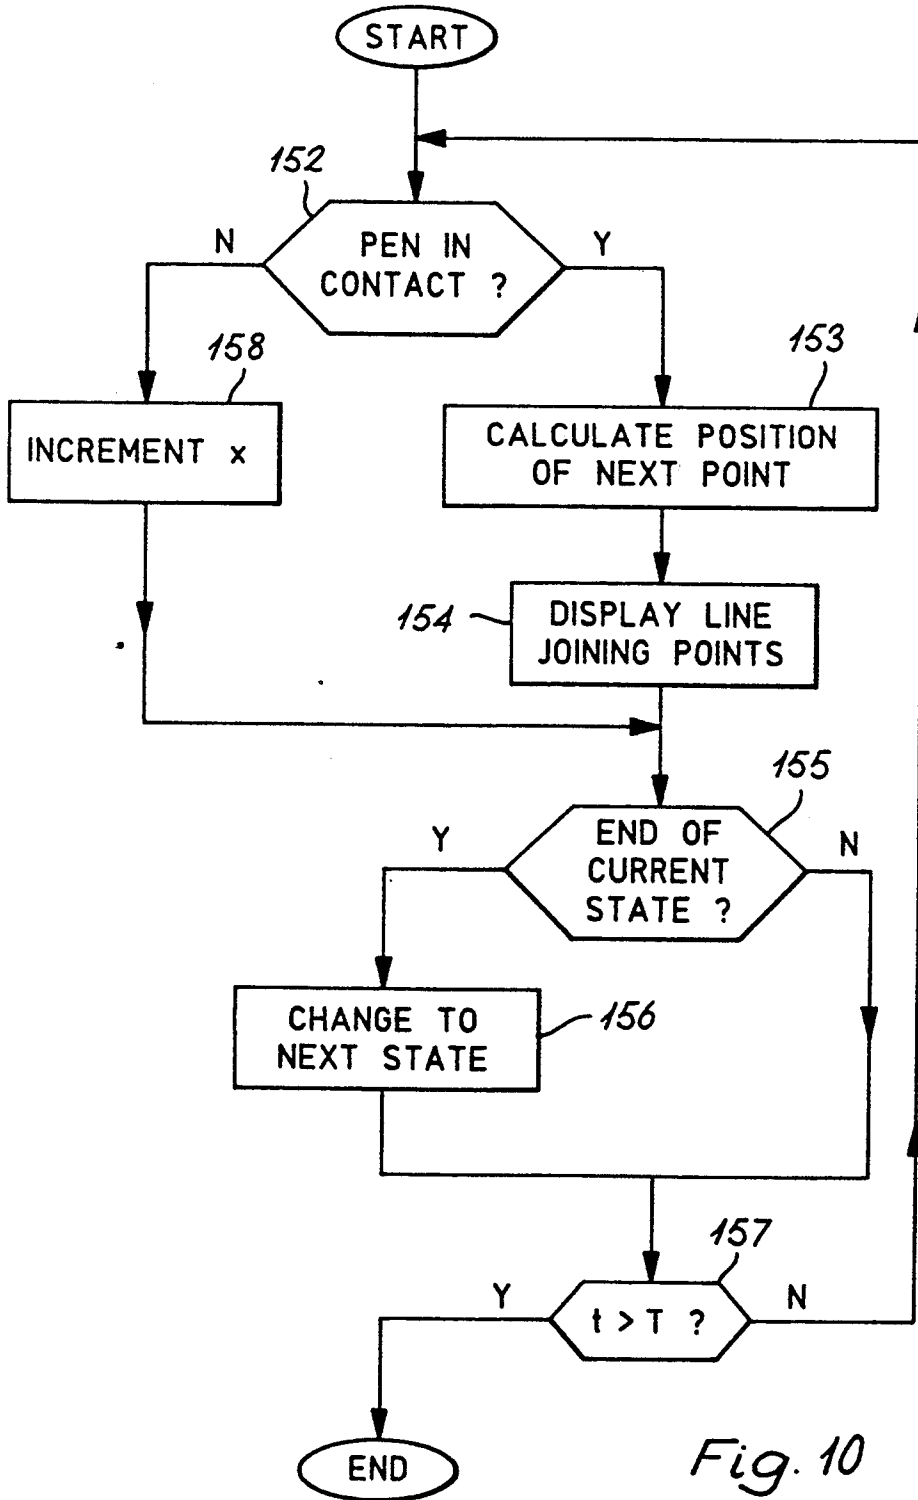 START
152
N
PEN IN
CONTACT ?
Y
158
INCREMENT x
153
CALCULATE POSITION
OF NEXT POINT
154
DISPLAY LINE
JOINING POINTS
155
Y
END OF
CURRENT
STATE ?
N
CHANGE TO
NEXT STATE
156
157
Y
t > T ?
N
END
Fig. 10